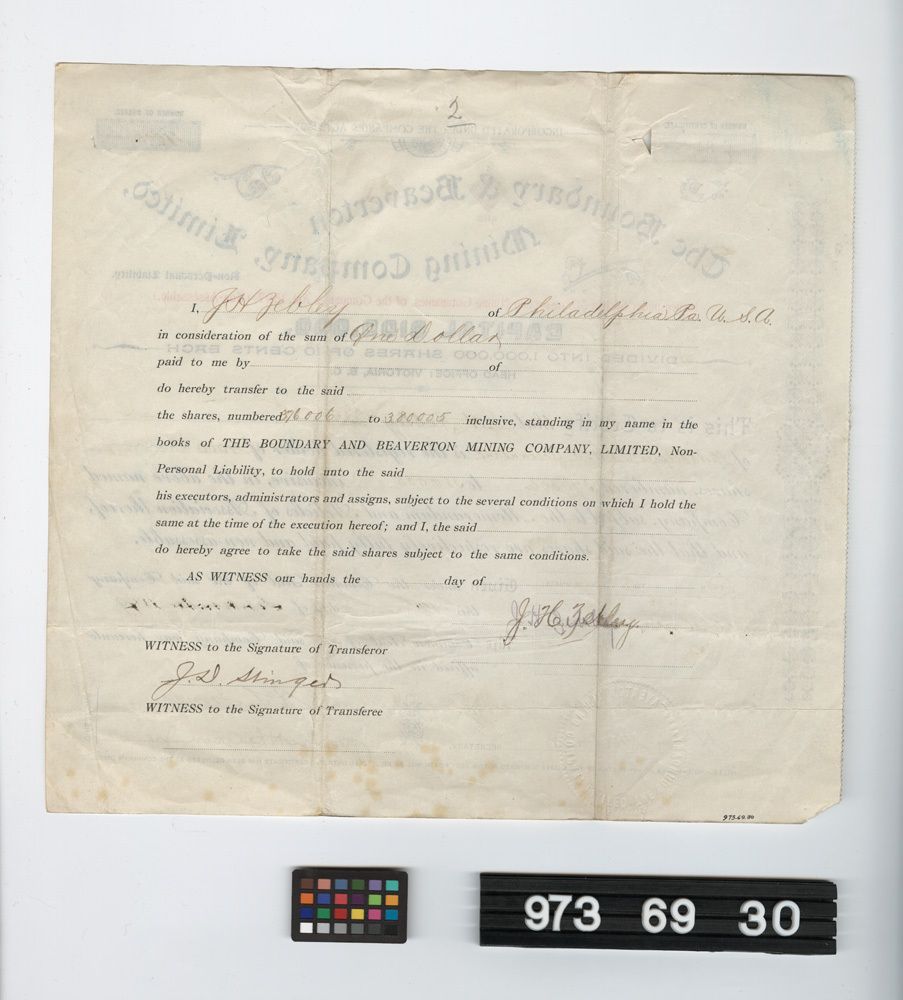 2
I, J H Zebley of Philadelphia Pa. U. S. A.
in consideration of the sum of One Dollar
paid to me by of
do hereby transfer to the said
the shares, numbered 376006 to 380005 inclusive, standing in my name in the
books of THE BOUNDARY AND BEAVERTON MINING COMPANY, LIMITED, Non-
Personal Liability, to hold unto the said
his executors, administrators and assigns, subject to the several conditions on which I hold the
same at the time of the execution hereof; and I, the said
do hereby agree to take the said shares subject to the same conditions.
AS WITNESS our hands the day of
J. H. Zebley.
WITNESS to the Signature of Transferor
J. D.
WITNESS to the Signature of Transferee
973.69.30
973 69 30